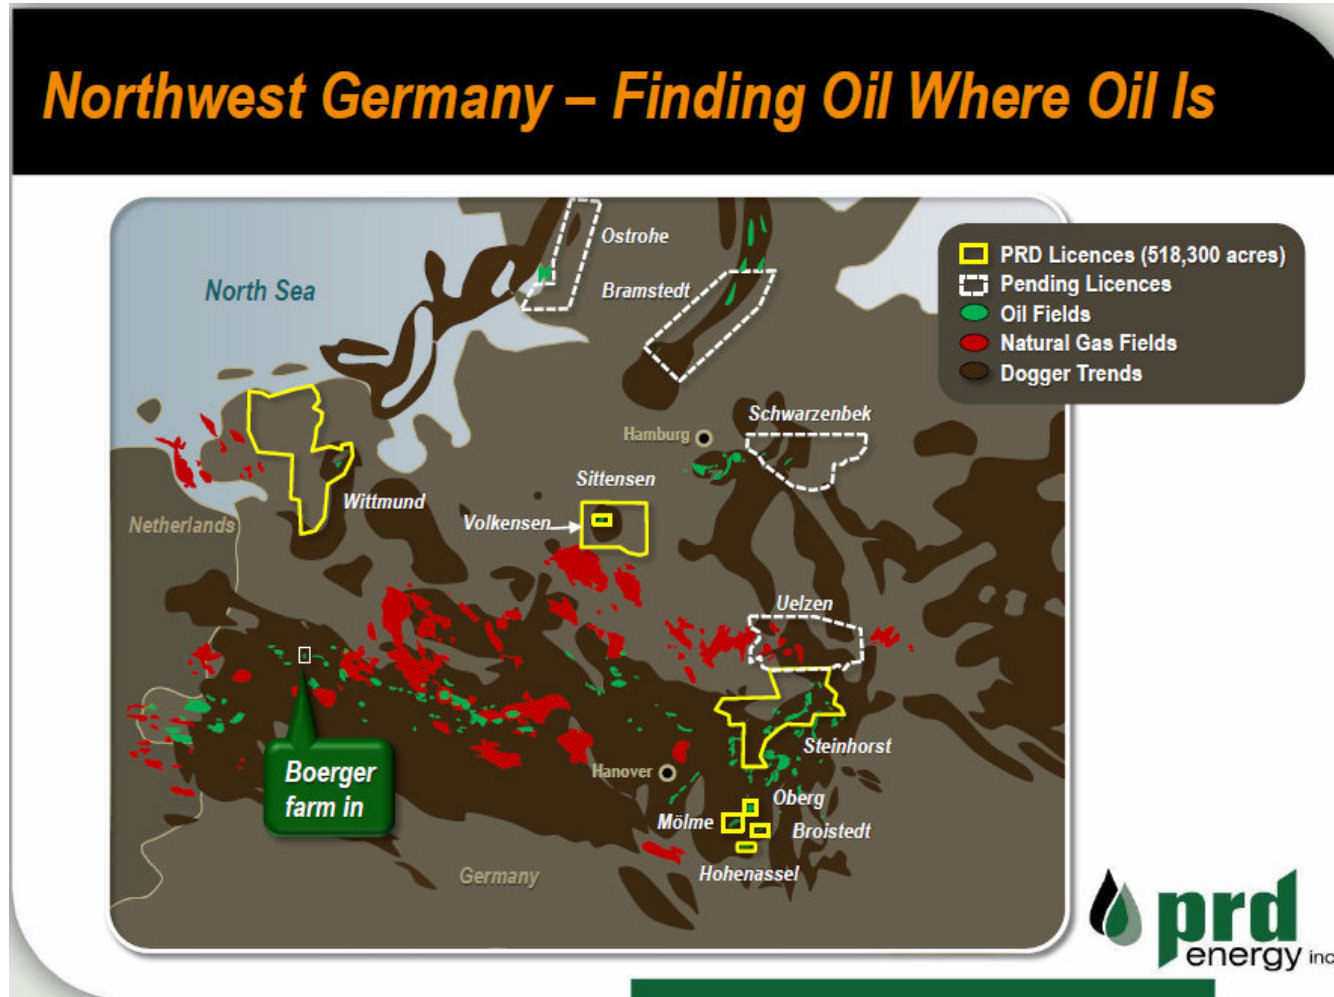 Northwest Germany – Finding Oil Where Oil Is
Ostrohe
North Sea
Bramstedt
PRD Licences (518,300 acres)
Pending Licences
Oil Fields
Natural Gas Fields
Dogger Trends
Schwarzenbek
Hamburg
Sittensen
Wittmund
Netherlands
Volkensen
Uelzen
Steinhorst
Boerger
farm in
Hanover
Oberg
Mölme
Broistedt
Hohenassel
Germany
prd
energy inc